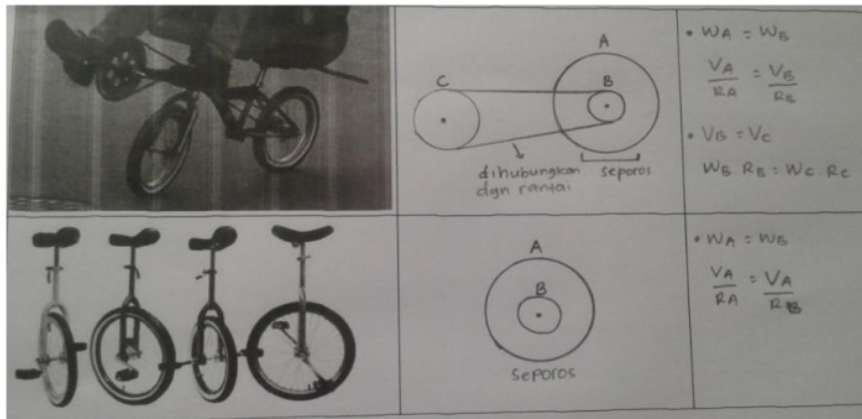 A
B
C
dihubungkan
dgn rantai
seporos
• WA = WB
VA/RA = VB/RB
• VB = VC
WB . RB = WC . RC
A
B
seporos
• WA = WB
VA/RA = VA/RB